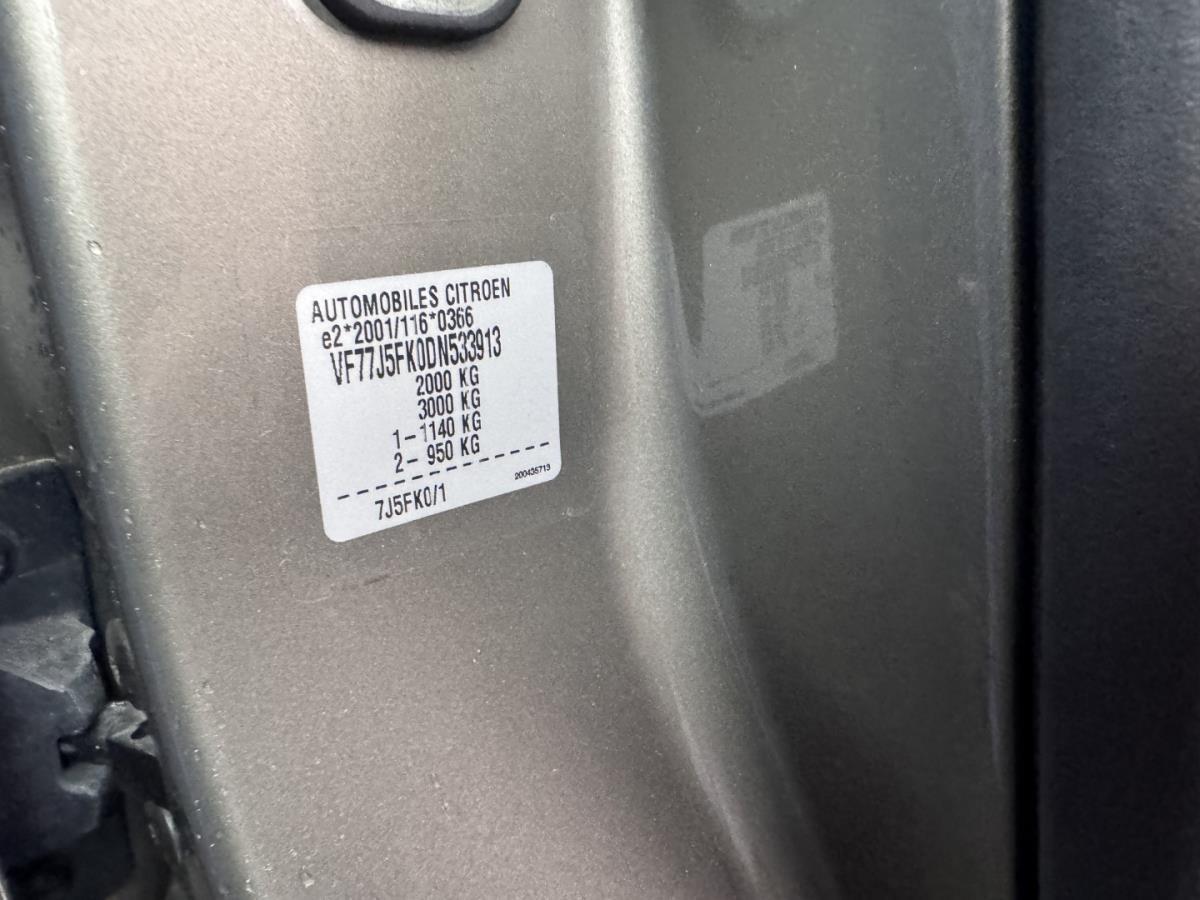 AUTOMOBILES CITROEN
e2*2001/116*0366
VF77J5FK0DN533913
2000 KG
3000 KG
1-1140 KG
2- 950 KG
200435713
7J5FK0/1